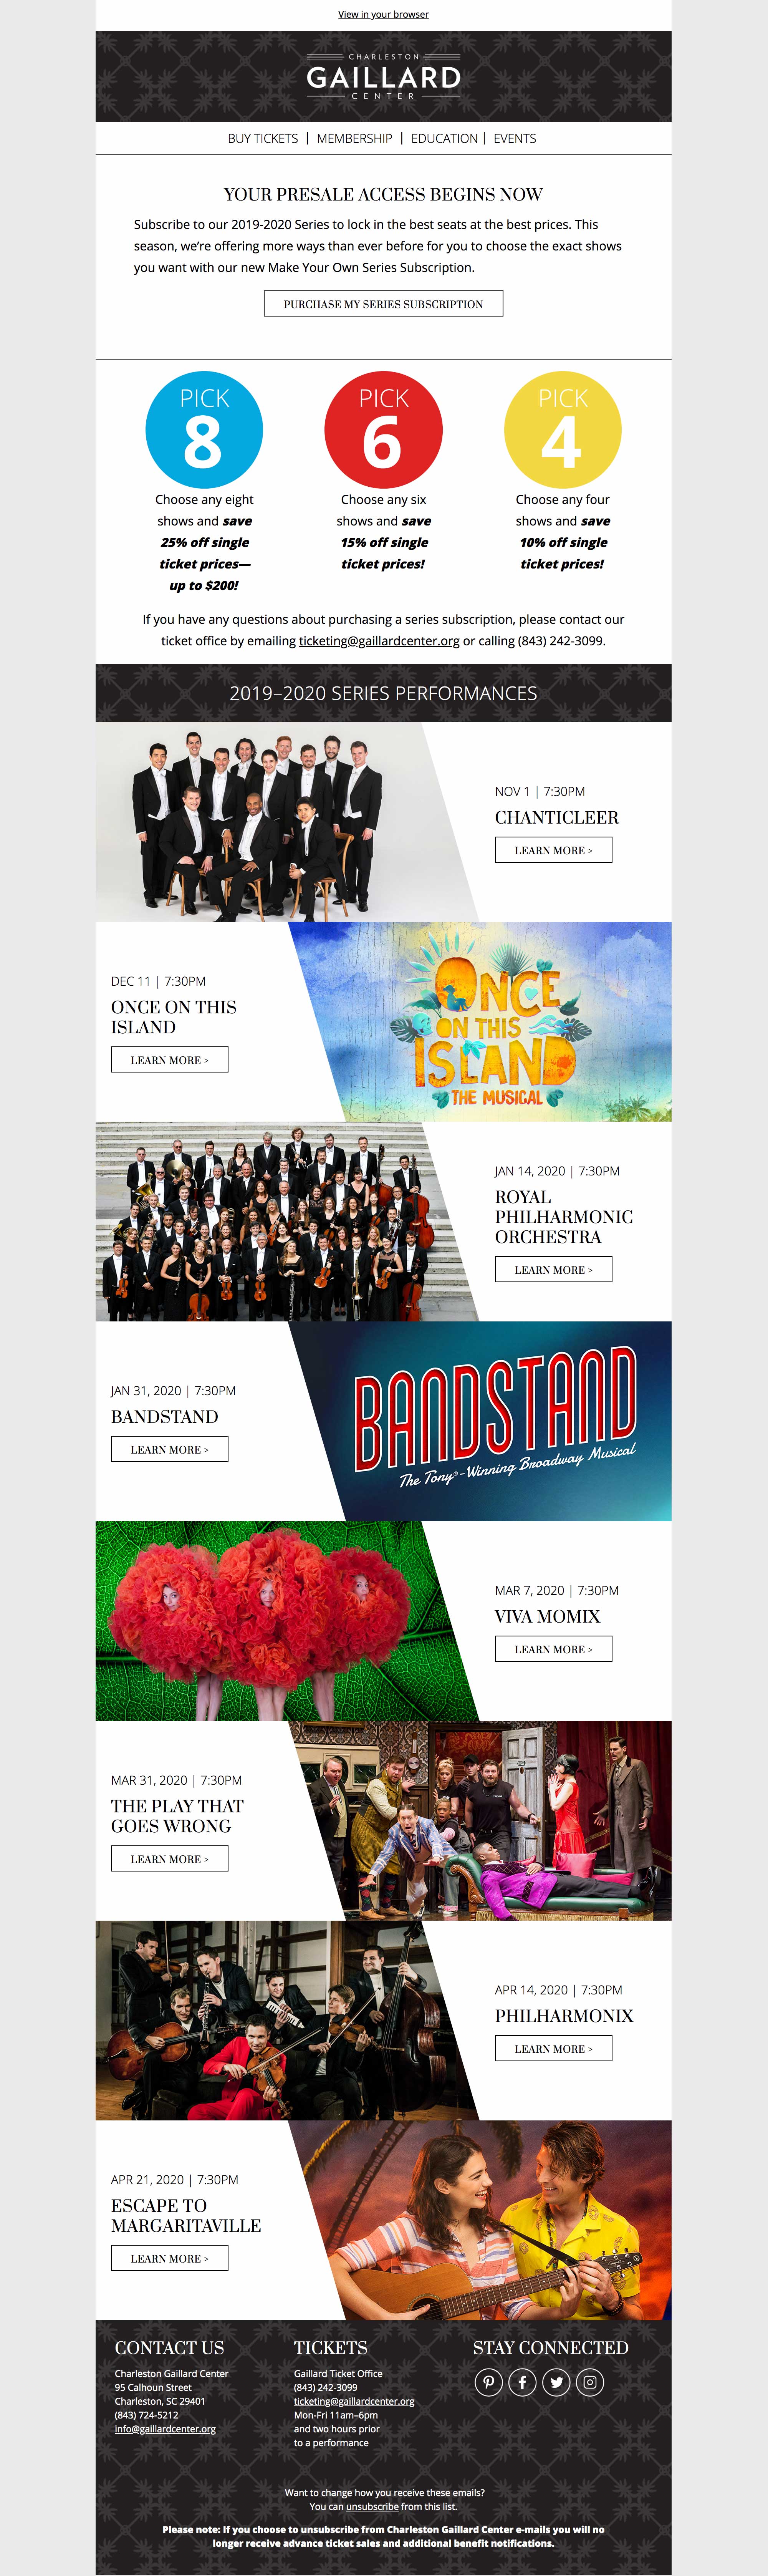 View in your browser
CHARLESTON
GAILLARD
CENTER
BUY TICKETS | MEMBERSHIP | EDUCATION | EVENTS
YOUR PRESALE ACCESS BEGINS NOW
Subscribe to our 2019-2020 Series to lock in the best seats at the best prices. This
season, we're offering more ways than ever before for you to choose the exact shows
you want with our new Make Your Own Series Subscription.
PURCHASE MY SERIES SUBSCRIPTION
PICK
8
Choose any eight
shows and save
25% off single
ticket prices—
up to $200!
PICK
6
Choose any six
shows and save
15% off single
ticket prices!
PICK
4
Choose any four
shows and save
10% off single
ticket prices!
If you have any questions about purchasing a series subscription, please contact our
ticket office by emailing ticketing@gaillardcenter.org or calling (843) 242-3099.
2019–2020 SERIES PERFORMANCES
NOV 1 | 7:30PM
CHANTICLEER
LEARN MORE >
DEC 11 | 7:30PM
ONCE ON THIS
ISLAND
LEARN MORE >
ONCE
ON THIS
ISLAND
THE MUSICAL
JAN 14, 2020 | 7:30PM
ROYAL
PHILHARMONIC
ORCHESTRA
LEARN MORE >
JAN 31, 2020 | 7:30PM
BANDSTAND
LEARN MORE >
BANDSTAND
The Tony®-Winning Broadway Musical
MAR 7, 2020 | 7:30PM
VIVA MOMIX
LEARN MORE >
MAR 31, 2020 | 7:30PM
THE PLAY THAT
GOES WRONG
LEARN MORE >
APR 14, 2020 | 7:30PM
PHILHARMONIX
LEARN MORE >
APR 21, 2020 | 7:30PM
ESCAPE TO
MARGARITAVILLE
LEARN MORE >
CONTACT US
Charleston Gaillard Center
95 Calhoun Street
Charleston, SC 29401
(843) 724-5212
info@gaillardcenter.org
TICKETS
Gaillard Ticket Office
(843) 242-3099
ticketing@gaillardcenter.org
Mon-Fri 11am–6pm
and two hours prior
to a performance
STAY CONNECTED
Want to change how you receive these emails?
You can unsubscribe from this list.
Please note: If you choose to unsubscribe from Charleston Gaillard Center e-mails you will no
longer receive advance ticket sales and additional benefit notifications.